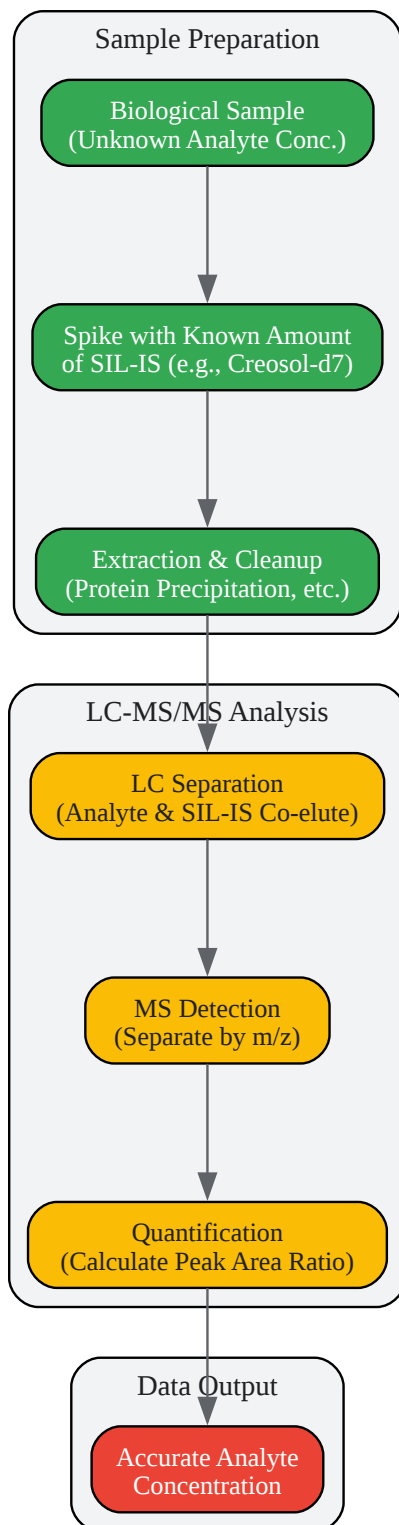 Sample Preparation
Biological Sample
(Unknown Analyte Conc.)
Spike with Known Amount
of SIL-IS (e.g., Creosol-d7)
Extraction & Cleanup
(Protein Precipitation, etc.)
LC-MS/MS Analysis
LC Separation
(Analyte & SIL-IS Co-elute)
MS Detection
(Separate by m/z)
Quantification
(Calculate Peak Area Ratio)
Data Output
Accurate Analyte
Concentration